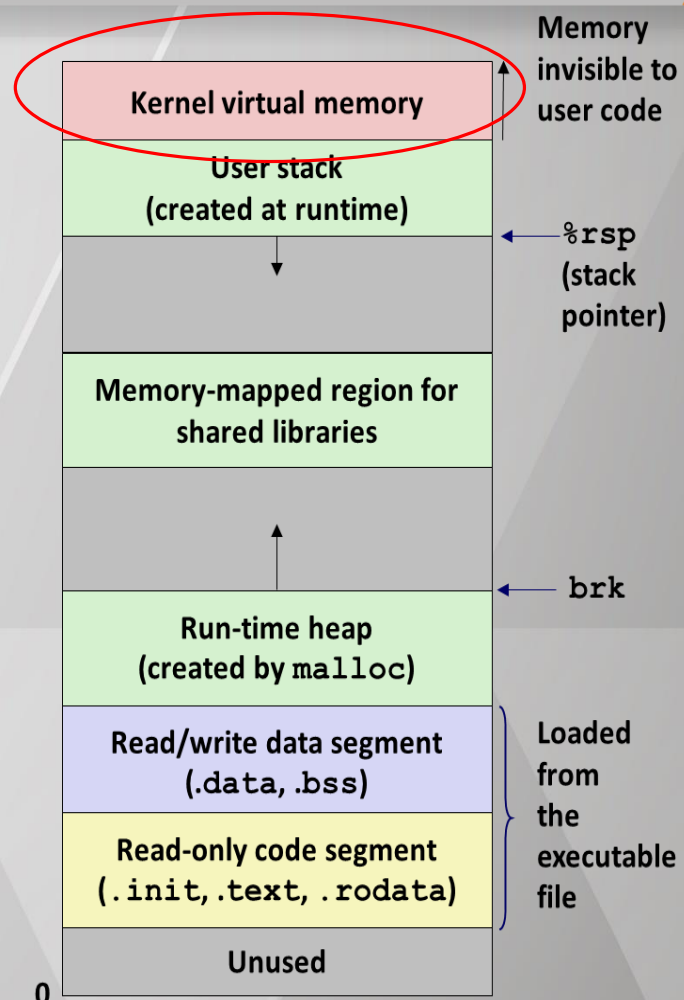 Memory
invisible to
user code
Kernel virtual memory
User stack
(created at runtime)
%rsp
(stack
pointer)
Memory-mapped region for
shared libraries
brk
Run-time heap
(created by malloc)
Read/write data segment
(.data, .bss)
Loaded
from
the
executable
file
Read-only code segment
(.init, .text, .rodata)
Unused
0